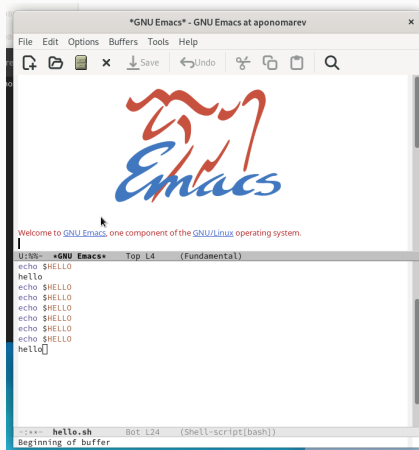 *GNU Emacs* - GNU Emacs at aponomarev
×
File Edit Options Buffers Tools Help
Save Undo
Emacs
Welcome to GNU Emacs, one component of the GNU/Linux operating system.
U:%%- *GNU Emacs* Top L4 (Fundamental)
echo $HELLO
hello
echo $HELLO
echo $HELLO
echo $HELLO
echo $HELLO
echo $HELLO
echo $HELLO
hello
-:**- hello.sh Bot L24 (Shell-script[bash])
Beginning of buffer